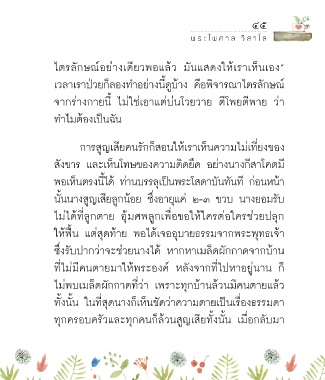 ๔๕
พระไพศาล วิสาโล
ไตรลักษณ์อย่างเดียวพอแล้ว มันแสดงให้เราเห็นเอง”
เวลาเราป่วยก็ลองทำอย่างนี้ดูบ้าง คือพิจารณาไตรลักษณ์
จากร่างกายนี้ ไม่ใช่เอาแต่บ่นโวยวาย ตีโพยตีพาย ว่า
ทำไมต้องเป็นฉัน
การสูญเสียคนรักก็สอนให้เราเห็นความไม่เที่ยงของ
สังขาร และเห็นโทษของความติดยึด อย่างนางกีสาโคตมี
พอเห็นตรงนี้ได้ ท่านบรรลุเป็นพระโสดาบันทันที ก่อนหน้า
นั้นนางสูญเสียลูกน้อย ซึ่งอายุแค่ ๒-๓ ขวบ นางยอมรับ
ไม่ได้ที่ลูกตาย อุ้มศพลูกเพื่อขอให้ใครต่อใครช่วยปลุก
ให้ฟื้น แต่สุดท้าย พอได้เจออุบายธรรมจากพระพุทธเจ้า
ซึ่งรับปากว่าจะช่วยนางได้ หากหาเมล็ดผักกาดจากบ้าน
ที่ไม่มีคนตายมาให้พระองค์ หลังจากที่ไปหาอยู่นาน ก็
ไม่พบเมล็ดผักกาดที่ว่า เพราะทุกบ้านล้วนมีคนตายแล้ว
ทั้งนั้น ในที่สุดนางก็เห็นชัดว่าความตายเป็นเรื่องธรรมดา
ทุกครอบครัวและทุกคนก็ล้วนสูญเสียทั้งนั้น เมื่อกลับมา